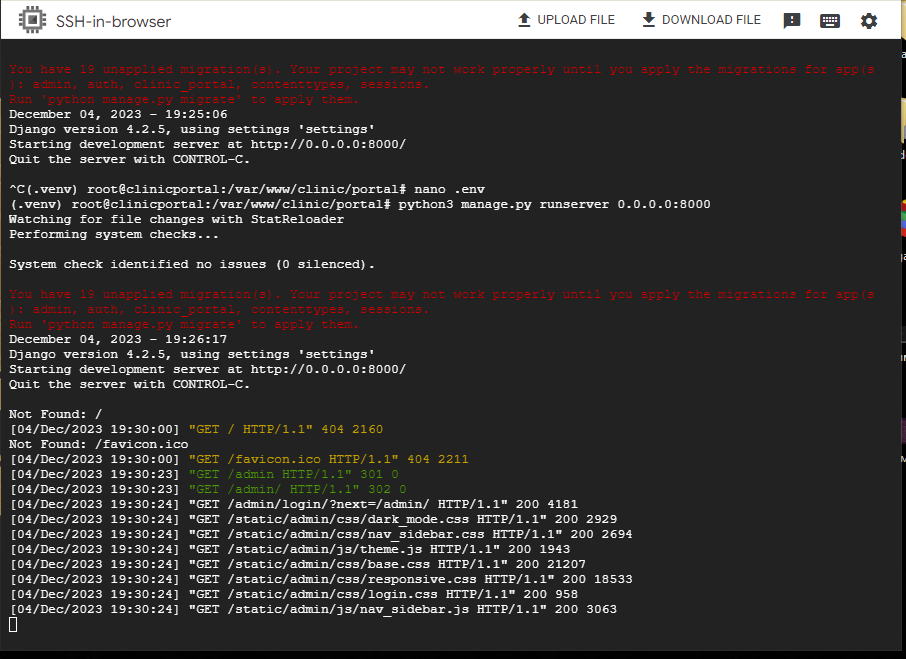 SSH-in-browser
UPLOAD FILE
DOWNLOAD FILE
You have 19 unapplied migration(s). Your project may not work properly until you apply the migrations for app(s
): admin, auth, clinic_portal, contenttypes, sessions.
Run 'python manage.py migrate' to apply them.
December 04, 2023 - 19:25:06
Django version 4.2.5, using settings 'settings'
Starting development server at http://0.0.0.0:8000/
Quit the server with CONTROL-C.
^C(.venv) root@clinicportal:/var/www/clinic/portal# nano .env
(.venv) root@clinicportal:/var/www/clinic/portal# python3 manage.py runserver 0.0.0.0:8000
Watching for file changes with StatReloader
Performing system checks...
System check identified no issues (0 silenced).
You have 19 unapplied migration(s). Your project may not work properly until you apply the migrations for app(s
): admin, auth, clinic_portal, contenttypes, sessions.
Run 'python manage.py migrate' to apply them.
December 04, 2023 - 19:26:17
Django version 4.2.5, using settings 'settings'
Starting development server at http://0.0.0.0:8000/
Quit the server with CONTROL-C.
Not Found: /
[04/Dec/2023 19:30:00] "GET / HTTP/1.1" 404 2160
Not Found: /favicon.ico
[04/Dec/2023 19:30:00] "GET /favicon.ico HTTP/1.1" 404 2211
[04/Dec/2023 19:30:23] "GET /admin HTTP/1.1" 301 0
[04/Dec/2023 19:30:23] "GET /admin/ HTTP/1.1" 302 0
[04/Dec/2023 19:30:24] "GET /admin/login/?next=/admin/ HTTP/1.1" 200 4181
[04/Dec/2023 19:30:24] "GET /static/admin/css/dark_mode.css HTTP/1.1" 200 2929
[04/Dec/2023 19:30:24] "GET /static/admin/css/nav_sidebar.css HTTP/1.1" 200 2694
[04/Dec/2023 19:30:24] "GET /static/admin/js/theme.js HTTP/1.1" 200 1943
[04/Dec/2023 19:30:24] "GET /static/admin/css/base.css HTTP/1.1" 200 21207
[04/Dec/2023 19:30:24] "GET /static/admin/css/responsive.css HTTP/1.1" 200 18533
[04/Dec/2023 19:30:24] "GET /static/admin/css/login.css HTTP/1.1" 200 958
[04/Dec/2023 19:30:24] "GET /static/admin/js/nav_sidebar.js HTTP/1.1" 200 3063